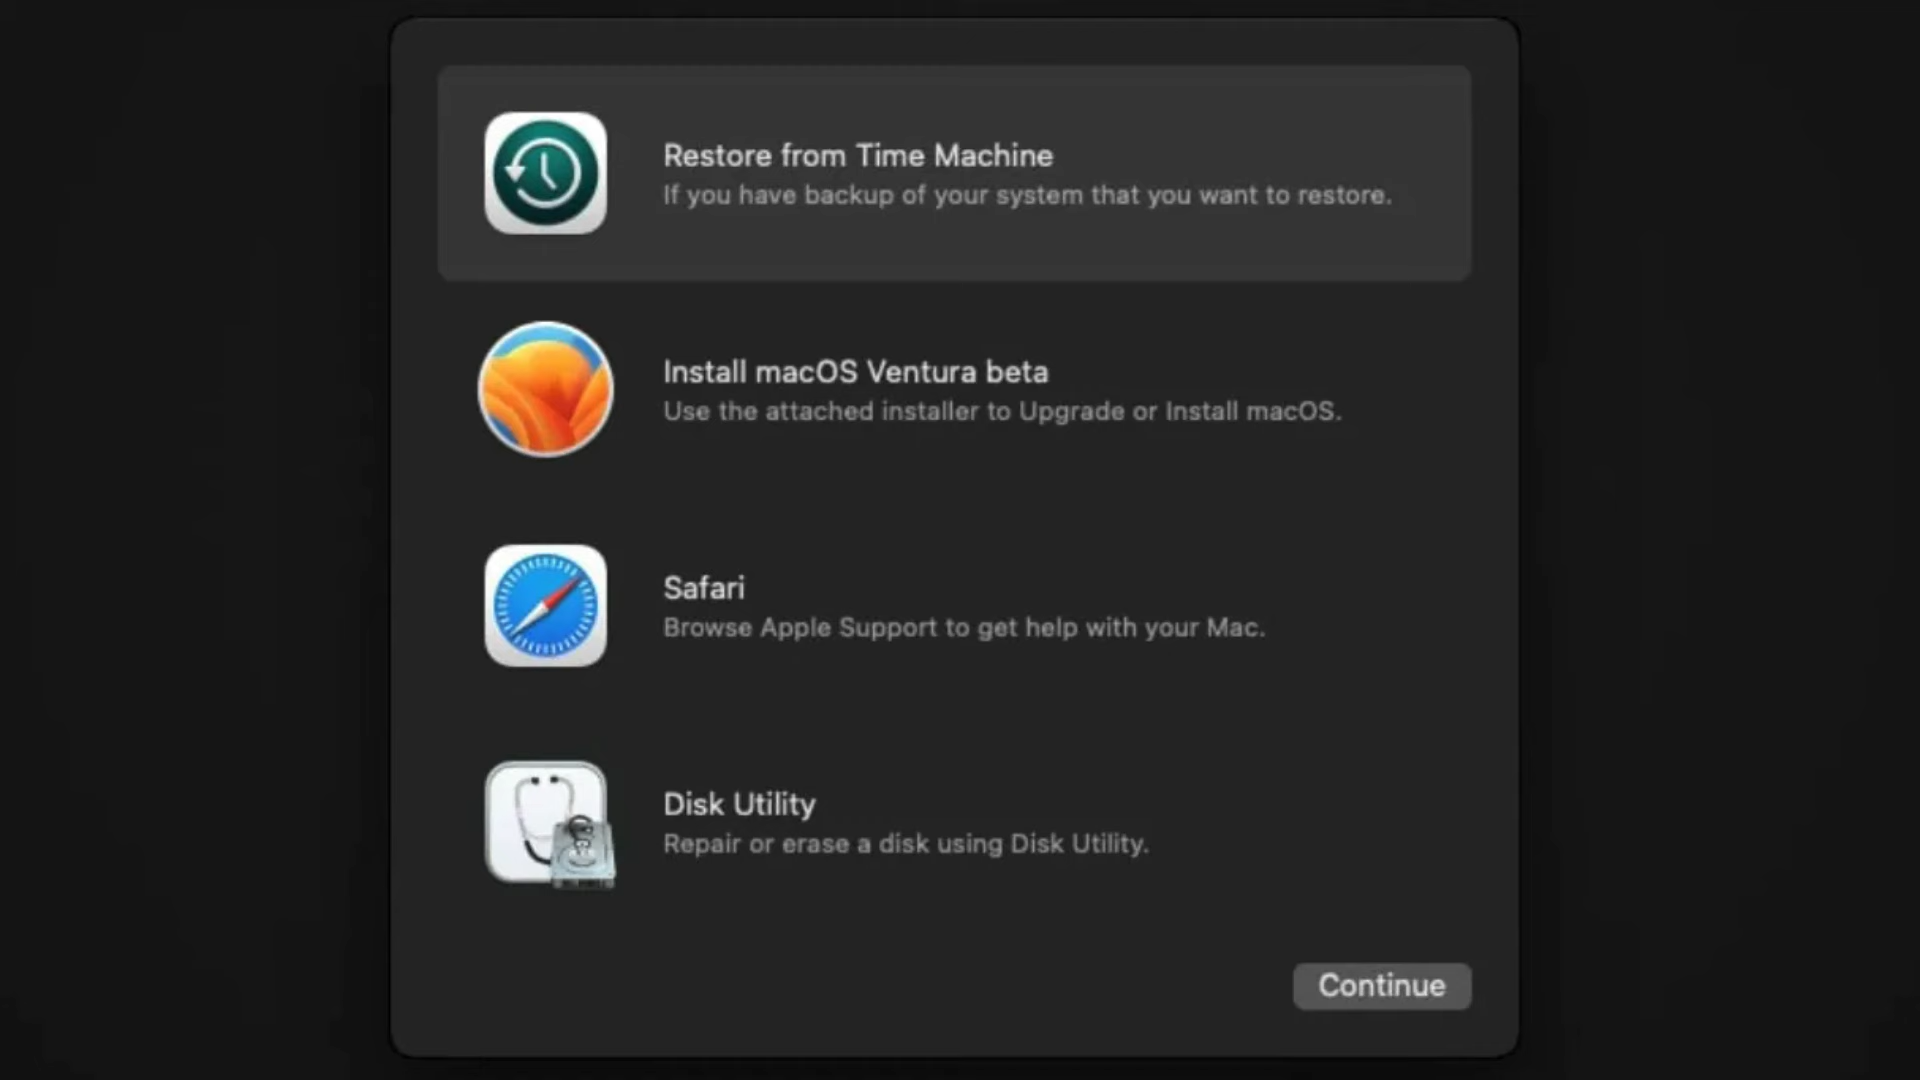 Restore from Time Machine
If you have backup of your system that you want to restore.
Install macOS Ventura beta
Use the attached installer to Upgrade or Install macOS.
Safari
Browse Apple Support to get help with your Mac.
Disk Utility
Repair or erase a disk using Disk Utility.
Continue